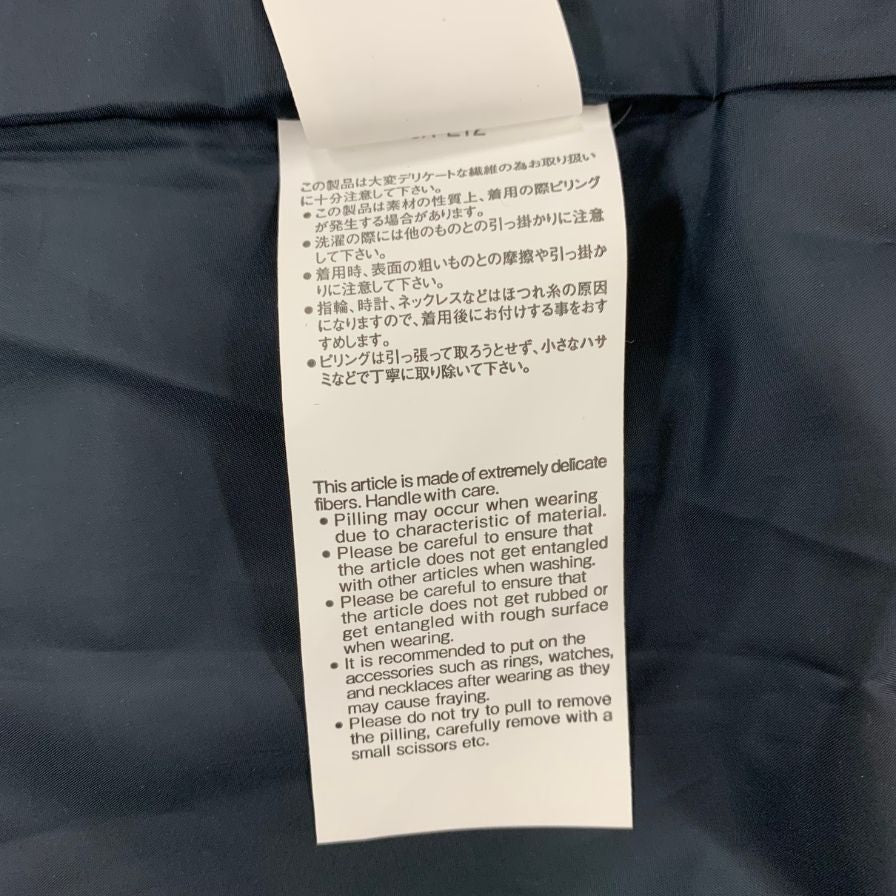 この製品は大変デリケートな繊維の為お取り扱い
に十分注意して下さい。
● この製品は素材の性質上、着用の際ピリング
が発生する場合があります。
● 洗濯の際には他のものとの引っ掛かりに注意
して下さい。
● 着用時、表面の粗いものとの摩擦や引っ掛か
りに注意して下さい。
● 指輪、時計、ネックレスなどはほつれ糸の原因
になりますので、着用後にお付けする事をおす
すめします。
● ピリングは引っ張って取ろうとせず、小さなハサ
ミなどで丁寧に取り除いて下さい。
This article is made of extremely delicate
fibers. Handle with care.
● Pilling may occur when wearing
due to characteristic of material.
● Please be careful to ensure that
the article does not get entangled
with other articles when washing.
● Please be careful to ensure that
the article does not get rubbed or
get entangled with rough surface
when wearing.
● It is recommended to put on the
accessories such as rings, watches,
and necklaces after wearing as they
may cause fraying.
● Please do not try to pull to remove
the pilling, carefully remove with a
small scissors etc.